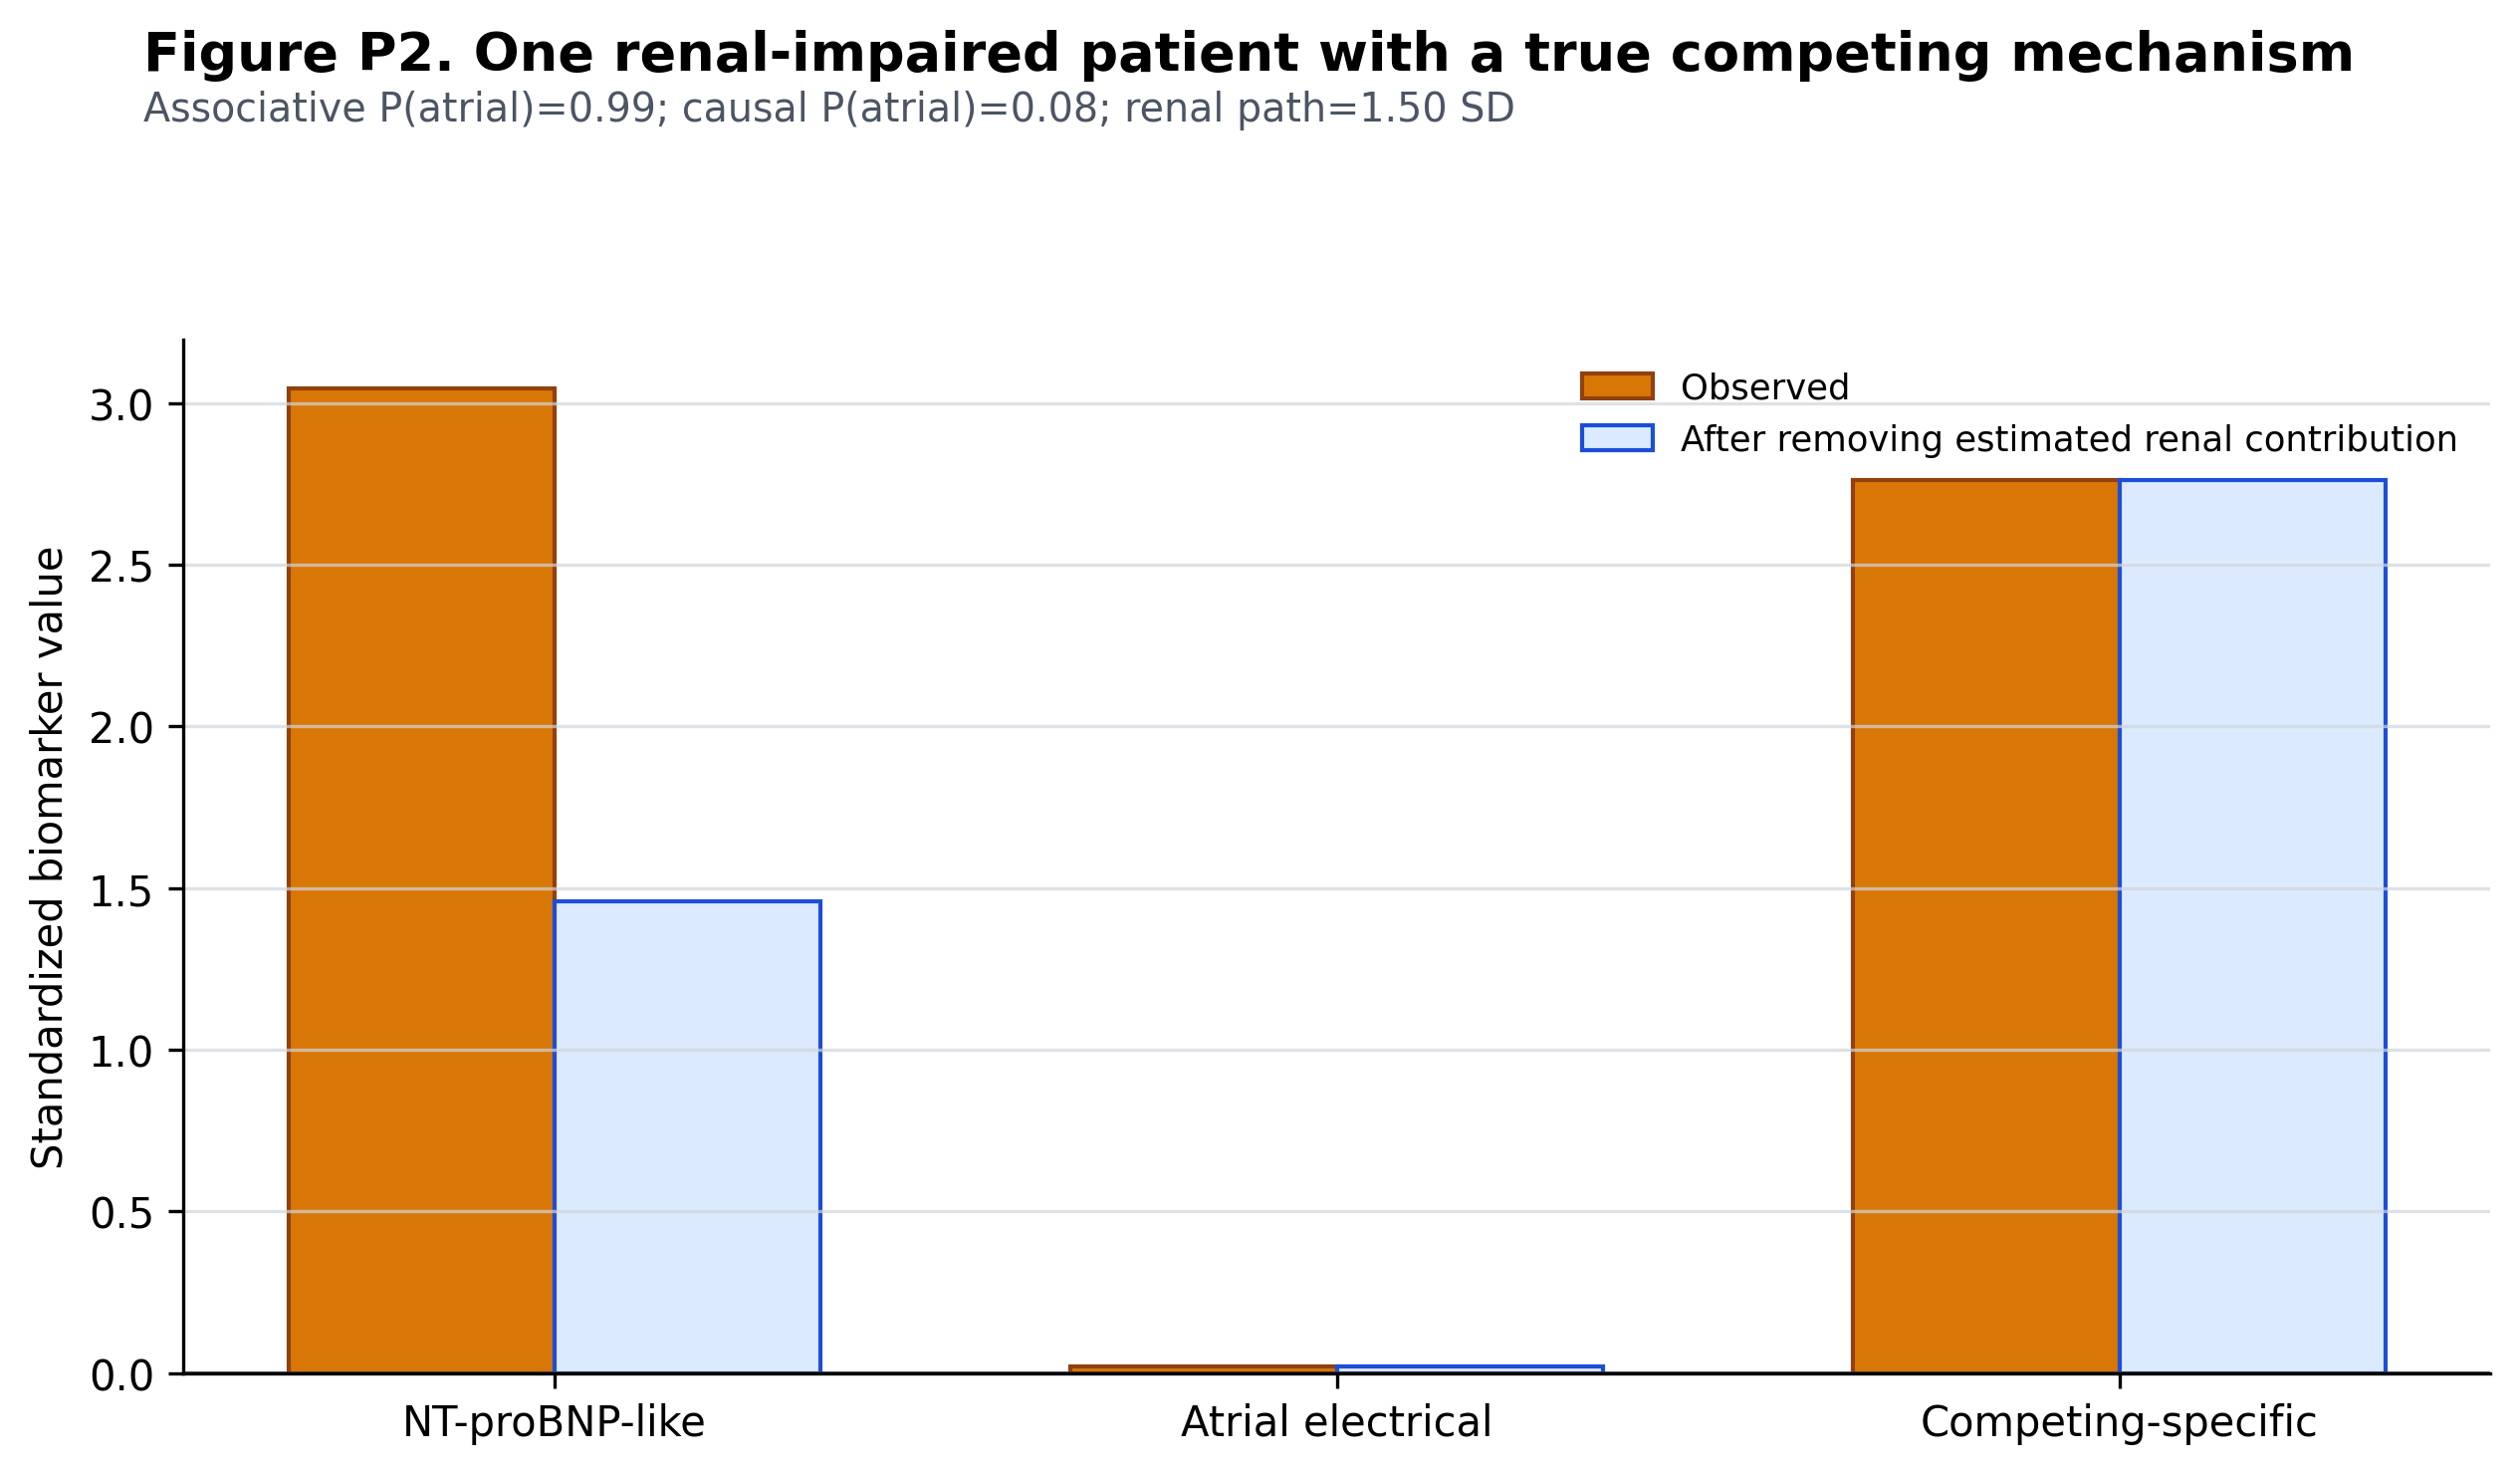 Figure P2. One renal-impaired patient with a true competing mechanism
Associative P(atrial)=0.99; causal P(atrial)=0.08; renal path=1.50 SD
Observed
After removing estimated renal contribution
Standardized biomarker value
3.0
2.5
2.0
1.5
1.0
0.5
0.0
NT-proBNP-like
Atrial electrical
Competing-specific